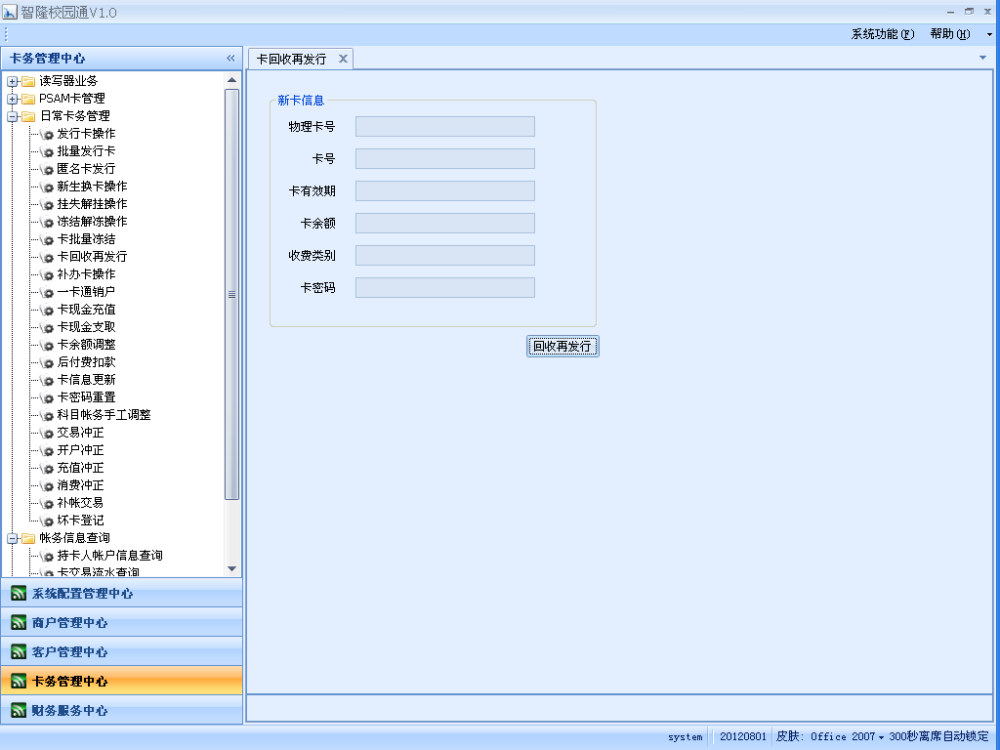 智隆校园通V1.0
系统功能(F) 帮助(H)
卡务管理中心
卡回收再发行
读写器业务
PSAM卡管理
日常卡务管理
发行卡操作
批量发行卡
匿名卡发行
新生换卡操作
挂失解挂操作
冻结解冻操作
卡批量冻结
卡回收再发行
补办卡操作
一卡通销户
卡现金充值
卡现金支取
卡余额调整
后付费扣款
卡信息更新
卡密码重置
科目帐务手工调整
交易冲正
开户冲正
充值冲正
消费冲正
补帐交易
坏卡登记
帐务信息查询
持卡人帐户信息查询
卡交易流水查询
系统配置管理中心
商户管理中心
客户管理中心
卡务管理中心
财务服务中心
新卡信息
物理卡号
卡号
卡有效期
卡余额
收费类别
卡密码
回收再发行
system 20120801 皮肤: Office 2007 300秒离席自动锁定